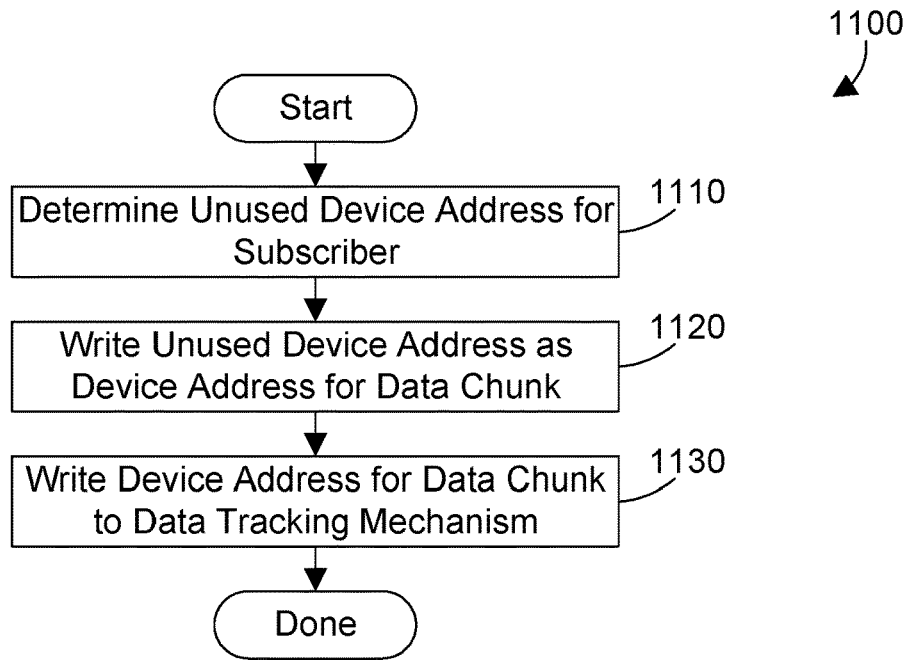 1100
Start
Determine Unused Device Address for
Subscriber
1110
Write Unused Device Address as
Device Address for Data Chunk
1120
Write Device Address for Data Chunk
to Data Tracking Mechanism
1130
Done